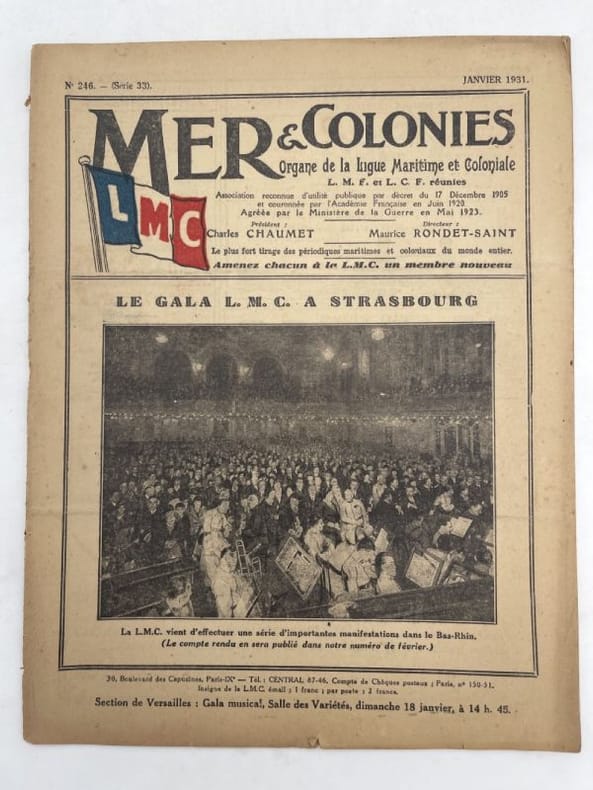 Nº 246. — (Série 33).
JANVIER 1931.
MER & COLONIES
Organe de la Ligue Maritime et Coloniale
L. M. F. et L. C. F. réunies
LMC
Association reconnue d'utilité publique par décret du 17 Décembre 1905
et couronnée par l'Académie Française en Juin 1920
Agréée par le Ministère de la Guerre en Mai 1923.
Président :
Directeur :
Charles CHAUMET
Maurice RONDET-SAINT
Le plus fort tirage des périodiques maritimes et coloniaux du monde entier.
Amenez chacun à la L.M.C. un membre nouveau
LE GALA L. M. C. A STRASBOURG
La L.M.C. vient d'effectuer une série d'importantes manifestations dans le Bas-Rhin.
(Le compte rendu en sera publié dans notre numéro de février.)
30, Boulevard des Capucines, Paris-IXᵉ — Tél. : CENTRAL 87-46. Compte de Chèques postaux ; Paris, nº 150-51.
Insigne de la L.M.C. émail ; 1 franc ; par poste : 2 francs.
Section de Versailles : Gala musical, Salle des Variétés, dimanche 18 janvier, à 14 h. 45.